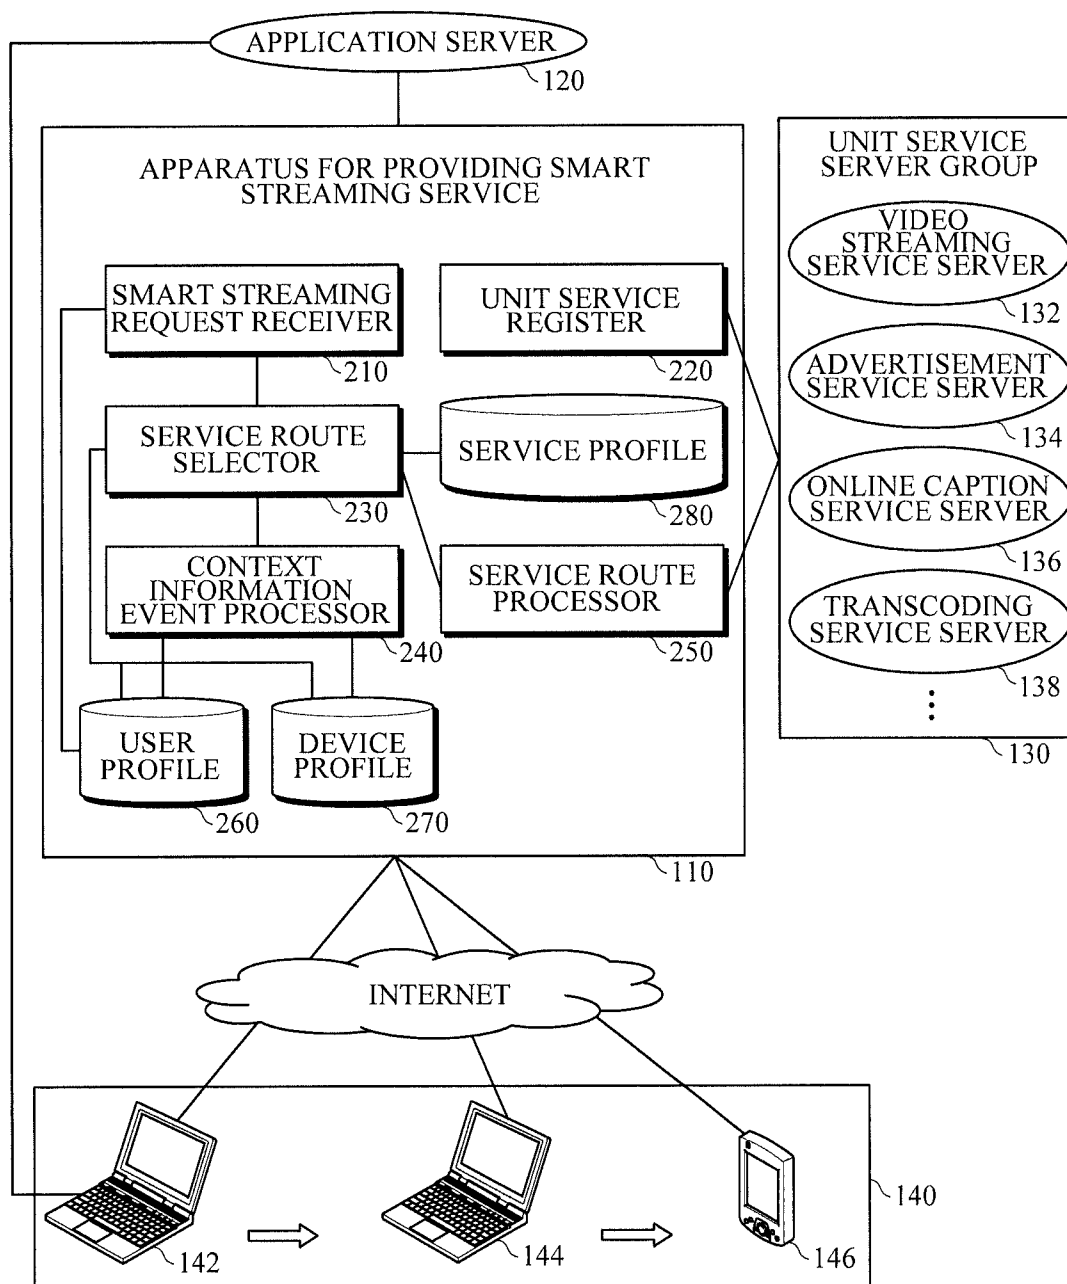 APPLICATION SERVER
120
APPARATUS FOR PROVIDING SMART
STREAMING SERVICE
SMART STREAMING
REQUEST RECEIVER
210
UNIT SERVICE
REGISTER
220
SERVICE ROUTE
SELECTOR
230
SERVICE PROFILE
280
CONTEXT
INFORMATION
EVENT PROCESSOR
240
SERVICE ROUTE
PROCESSOR
250
USER
PROFILE
260
DEVICE
PROFILE
270
110
UNIT SERVICE
SERVER GROUP
VIDEO
STREAMING
SERVICE SERVER
132
ADVERTISEMENT
SERVICE SERVER
134
ONLINE CAPTION
SERVICE SERVER
136
TRANSCODING
SERVICE SERVER
138
130
INTERNET
142
144
146
140